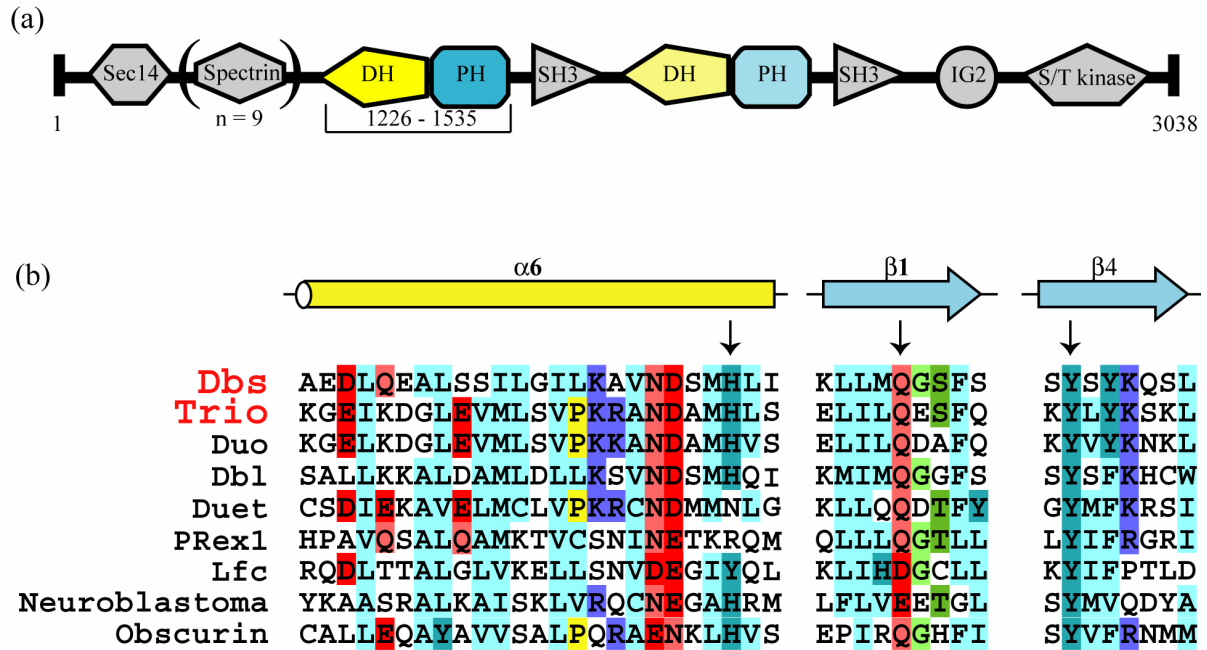 (a)
Sec14 Spectrin DH PH SH3 DH PH SH3 IG2 S/T kinase
1 n = 9 1226 - 1535 3038
(b)
α6 β1 β4
Dbs AEDLQEALSSILGILKAVNDSMHLI KLLMQGSFS SYSYKQSL
Trio KGEIKDGLEVMLSVPKRANDAMHLS ELILQESFQ KYLYKSKL
Duo KGELKDGLEVMLSVPKKANDAMHVS ELILQDAFQ KYVYKNKL
Dbl SALLKKALDAMLDLLKSVNDSMHQI KMIMQGGFS SYSFKHCW
Duet CSDIEKAVELMCLVPKRCNDMMNLG KLLQQDTFY GYMFKRSI
PRex1 HPAVQSALQAMKTVCSNINETKRQM QLLLQGTLL LYIFRGRI
Lfc RQDLTTALGLVKELLSNVDEGIYQL KLIHDGCLL KYIFPTLD
Neuroblastoma YKAASRALKAISKLVRQCNEGAHRM LFLVEETGL SYMVQDYA
Obscurin CALLEQAYAVVSALPQRAENKLHVS EPIRQGHFI SYVFRNMM